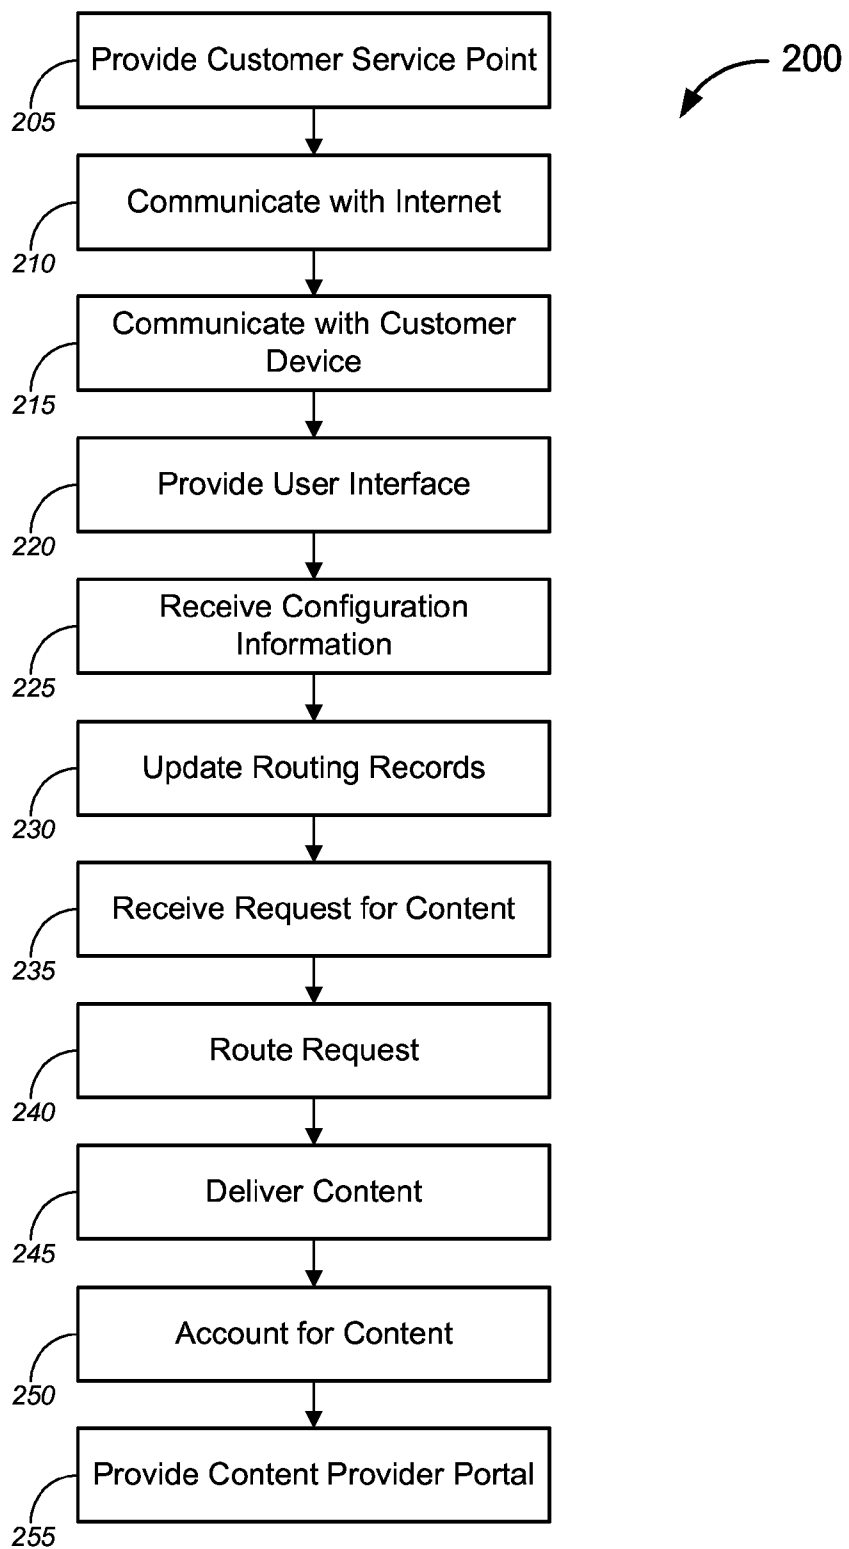 Provide Customer Service Point
200
205
Communicate with Internet
210
Communicate with Customer
Device
215
Provide User Interface
220
Receive Configuration
Information
225
Update Routing Records
230
Receive Request for Content
235
Route Request
240
Deliver Content
245
Account for Content
250
Provide Content Provider Portal
255